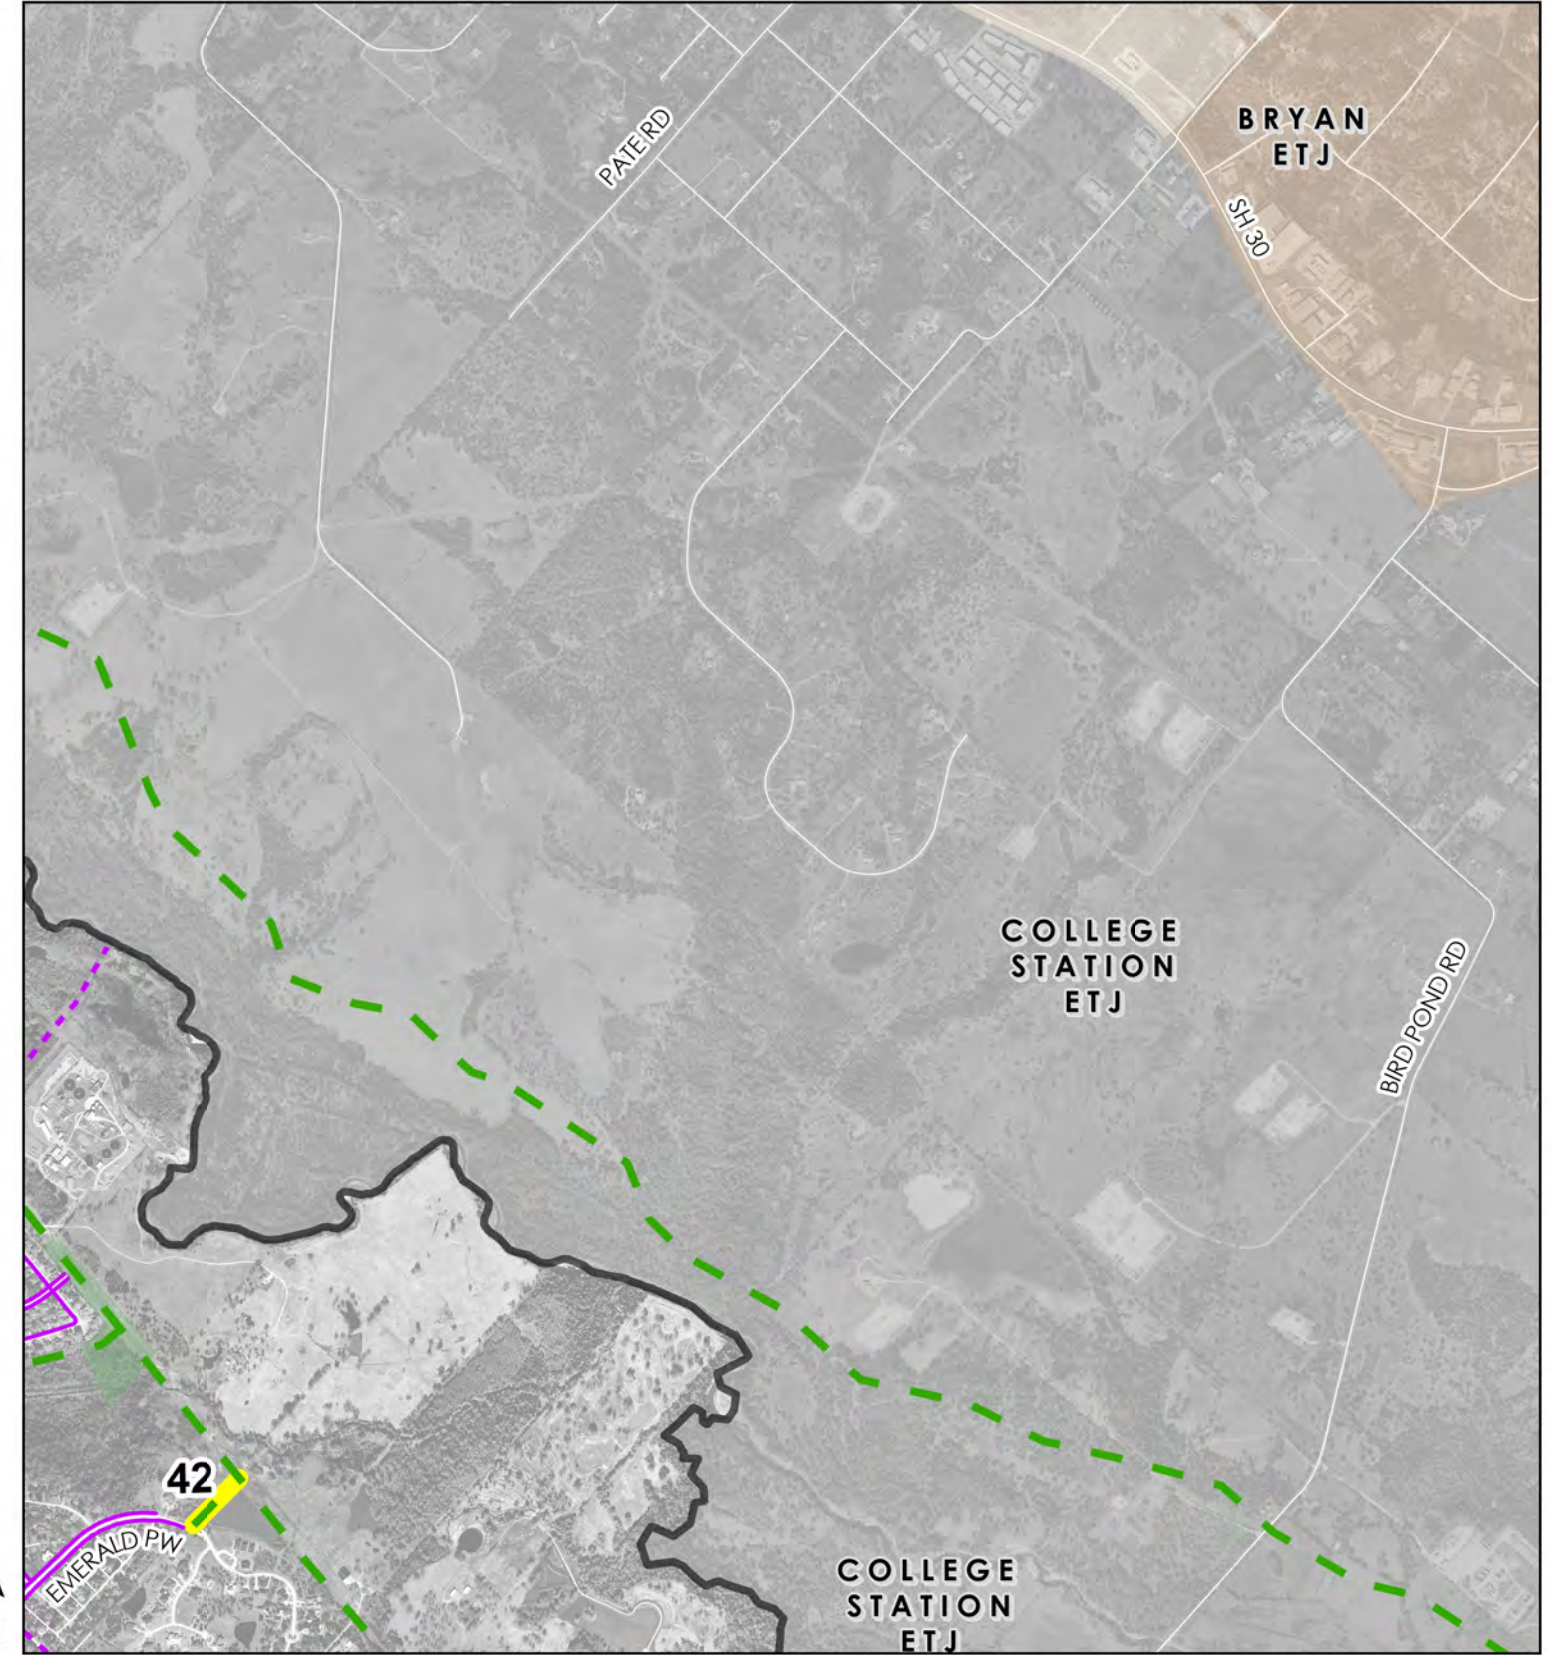 BRYAN
ETJ
PATE RD
SH 30
COLLEGE
STATION
ETJ
BIRD POND RD
42
EMERALD PW
COLLEGE
STATION
ETJ